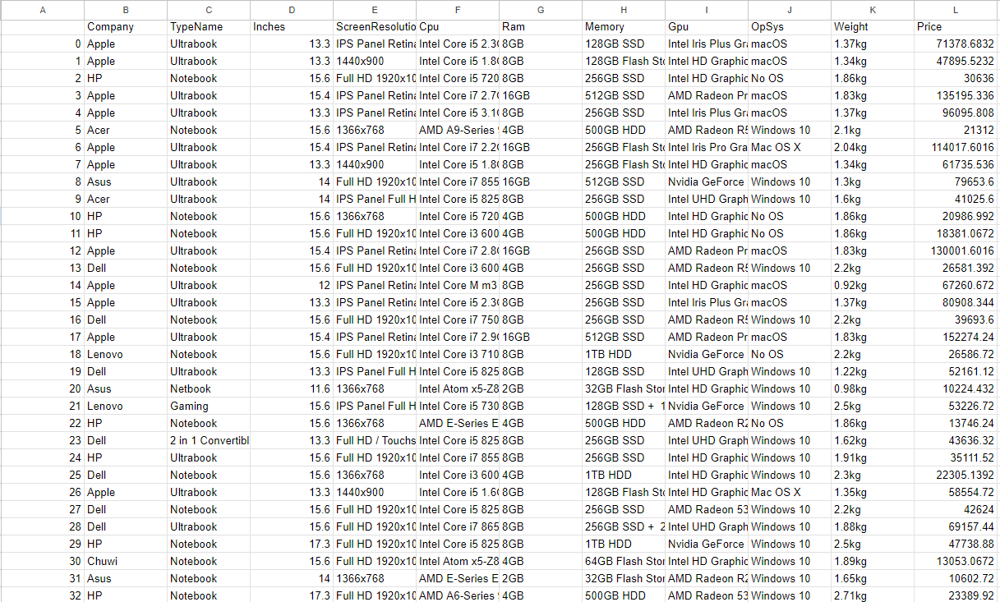 A B C D E F G H I J K L
Company TypeName Inches ScreenResolutio Cpu Ram Memory Gpu OpSys Weight Price
0 Apple Ultrabook 13.3 IPS Panel Retina Intel Core i5 2.3G 8GB 128GB SSD Intel Iris Plus Gra macOS 1.37kg 71378.6832
1 Apple Ultrabook 13.3 1440x900 Intel Core i5 1.8G 8GB 128GB Flash Sto Intel HD Graphic macOS 1.34kg 47895.5232
2 HP Notebook 15.6 Full HD 1920x10 Intel Core i5 720 8GB 256GB SSD Intel HD Graphic No OS 1.86kg 30636
3 Apple Ultrabook 15.4 IPS Panel Retina Intel Core i7 2.7G 16GB 512GB SSD AMD Radeon Pr macOS 1.83kg 135195.336
4 Apple Ultrabook 13.3 IPS Panel Retina Intel Core i5 3.1G 8GB 256GB SSD Intel Iris Plus Gra macOS 1.37kg 96095.808
5 Acer Notebook 15.6 1366x768 AMD A9-Series 4GB 500GB HDD AMD Radeon R5 Windows 10 2.1kg 21312
6 Apple Ultrabook 15.4 IPS Panel Retina Intel Core i7 2.2G 16GB 256GB Flash Sto Intel Iris Pro Gra Mac OS X 2.04kg 114017.6016
7 Apple Ultrabook 13.3 1440x900 Intel Core i5 1.8G 8GB 256GB Flash Sto Intel HD Graphic macOS 1.34kg 61735.536
8 Asus Ultrabook 14 Full HD 1920x10 Intel Core i7 855 16GB 512GB SSD Nvidia GeForce Windows 10 1.3kg 79653.6
9 Acer Ultrabook 14 IPS Panel Full H Intel Core i5 825 8GB 256GB SSD Intel UHD Graph Windows 10 1.6kg 41025.6
10 HP Notebook 15.6 1366x768 Intel Core i5 720 4GB 500GB HDD Intel HD Graphic No OS 1.86kg 20986.992
11 HP Notebook 15.6 Full HD 1920x10 Intel Core i3 600 4GB 500GB HDD Intel HD Graphic No OS 1.86kg 18381.0672
12 Apple Ultrabook 15.4 IPS Panel Retina Intel Core i7 2.8G 16GB 256GB SSD AMD Radeon Pr macOS 1.83kg 130001.6016
13 Dell Notebook 15.6 Full HD 1920x10 Intel Core i3 600 4GB 256GB SSD AMD Radeon R5 Windows 10 2.2kg 26581.392
14 Apple Ultrabook 12 IPS Panel Retina Intel Core M m3 8GB 256GB SSD Intel HD Graphic macOS 0.92kg 67260.672
15 Apple Ultrabook 13.3 IPS Panel Retina Intel Core i5 2.3G 8GB 256GB SSD Intel Iris Plus Gra macOS 1.37kg 80908.344
16 Dell Notebook 15.6 Full HD 1920x10 Intel Core i7 750 8GB 256GB SSD AMD Radeon R5 Windows 10 2.2kg 39693.6
17 Apple Ultrabook 15.4 IPS Panel Retina Intel Core i7 2.9G 16GB 512GB SSD AMD Radeon Pr macOS 1.83kg 152274.24
18 Lenovo Notebook 15.6 Full HD 1920x10 Intel Core i3 710 8GB 1TB HDD Nvidia GeForce No OS 2.2kg 26586.72
19 Dell Ultrabook 13.3 IPS Panel Full H Intel Core i5 825 8GB 128GB SSD Intel UHD Graph Windows 10 1.22kg 52161.12
20 Asus Netbook 11.6 1366x768 Intel Atom x5-Z8 2GB 32GB Flash Stor Intel HD Graphic Windows 10 0.98kg 10224.432
21 Lenovo Gaming 15.6 IPS Panel Full H Intel Core i5 730 8GB 128GB SSD + 1 Nvidia GeForce Windows 10 2.5kg 53226.72
22 HP Notebook 15.6 1366x768 AMD E-Series E 4GB 500GB HDD AMD Radeon R2 No OS 1.86kg 13746.24
23 Dell 2 in 1 Convertibl 13.3 Full HD / Touchs Intel Core i5 825 8GB 256GB SSD Intel UHD Graph Windows 10 1.62kg 43636.32
24 HP Ultrabook 15.6 Full HD 1920x10 Intel Core i7 855 8GB 256GB SSD Intel HD Graphic Windows 10 1.91kg 35111.52
25 Dell Notebook 15.6 1366x768 Intel Core i3 600 4GB 1TB HDD Intel HD Graphic Windows 10 2.3kg 22305.1392
26 Apple Ultrabook 13.3 1440x900 Intel Core i5 1.6G 8GB 128GB Flash Sto Intel HD Graphic Mac OS X 1.35kg 58554.72
27 Dell Notebook 15.6 Full HD 1920x10 Intel Core i5 825 8GB 256GB SSD AMD Radeon 53 Windows 10 2.2kg 42624
28 Dell Ultrabook 15.6 Full HD 1920x10 Intel Core i7 865 8GB 256GB SSD + 2 Intel UHD Graph Windows 10 1.88kg 69157.44
29 HP Notebook 17.3 Full HD 1920x10 Intel Core i5 825 8GB 1TB HDD Nvidia GeForce Windows 10 2.5kg 47738.88
30 Chuwi Notebook 15.6 Full HD 1920x10 Intel Atom x5-Z8 4GB 64GB Flash Stor Intel HD Graphic Windows 10 1.89kg 13053.0672
31 Asus Notebook 14 1366x768 AMD E-Series E 2GB 32GB Flash Stor AMD Radeon R2 Windows 10 1.65kg 10602.72
32 HP Notebook 17.3 Full HD 1920x10 AMD A6-Series 4GB 500GB HDD AMD Radeon 53 Windows 10 2.71kg 23389.92